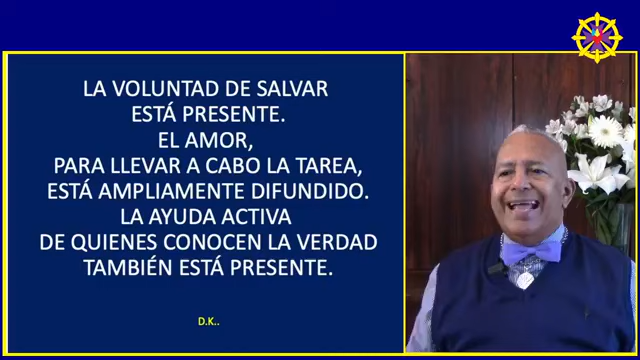 LA VOLUNTAD DE SALVAR
ESTÁ PRESENTE.
EL AMOR,
PARA LLEVAR A CABO LA TAREA,
ESTÁ AMPLIAMENTE DIFUNDIDO.
LA AYUDA ACTIVA
DE QUIENES CONOCEN LA VERDAD
TAMBIÉN ESTÁ PRESENTE.
D.K..